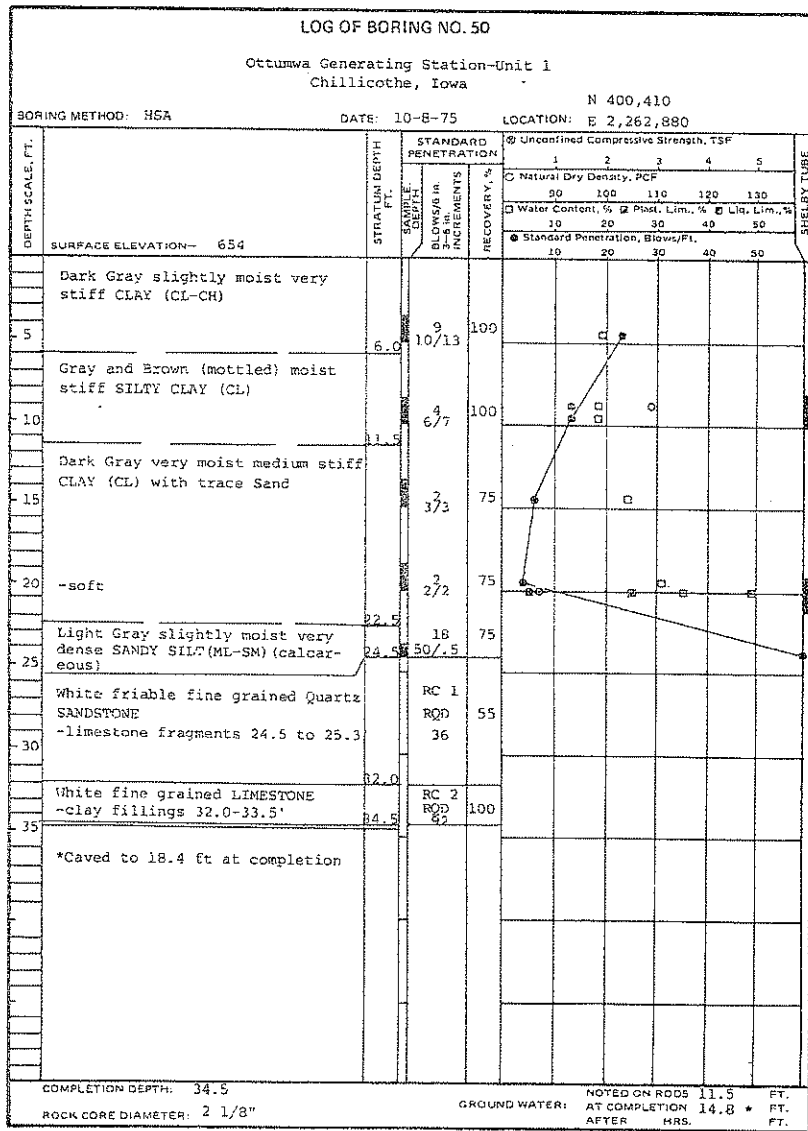 LOG OF BORING NO. 50
Ottumwa Generating Station-Unit 1
Chillicothe, Iowa
N 400,410
BORING METHOD: HSA DATE: 10-8-75 LOCATION: E 2,262,880
DEPTH SCALE, FT.
SURFACE ELEVATION— 654
STRATUM DEPTH FT.
STANDARD PENETRATION
SAMPLE DEPTH
BLOWS/6 in.
INCREMENTS
RECOVERY, %
Unconfined Compressive Strength, TSF
1 2 3 4 5
Natural Dry Density, PCF
90 100 110 120 130
Water Content, % Plast. Lim., % Liq. Lim., %
10 20 30 40 50
Standard Penetration, Blows/Ft.
10 20 30 40 50
SHELBY TUBE
Dark Gray slightly moist very
stiff CLAY (CL-CH)
5
6.0
9
10/13
100
Gray and Brown (mottled) moist
stiff SILTY CLAY (CL)
10
11.5
4
6/7
100
Dark Gray very moist medium stiff
CLAY (CL) with trace Sand
15
2
3/3
75
20
-soft
2
2/2
75
22.5
Light Gray slightly moist very
dense SANDY SILT(ML-SM)(calcar-
eous)
24.5
18
50/.5
75
25
White friable fine grained Quartz
SANDSTONE
-limestone fragments 24.5 to 25.3
RC 1
RQD
36
55
30
32.0
White fine grained LIMESTONE
-clay fillings 32.0-33.5'
34.5
RC 2
RQD
100
35
*Caved to 18.4 ft at completion
COMPLETION DEPTH: 34.5
ROCK CORE DIAMETER: 2 1/8"
GROUND WATER:
NOTED ON RODS 11.5 FT.
AT COMPLETION 14.8 * FT.
AFTER HRS. FT.